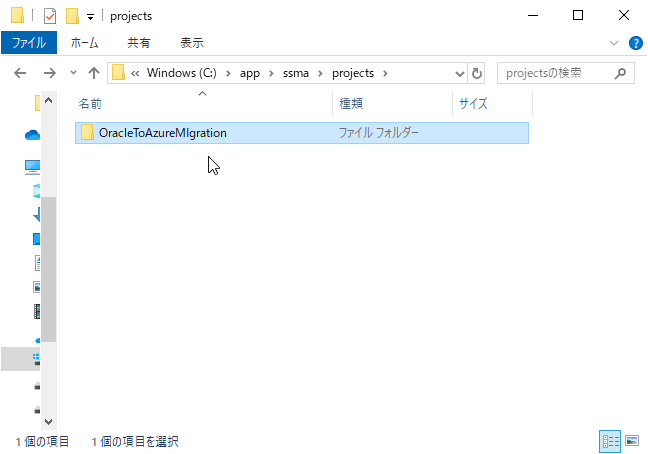 projects
ファイル ホーム 共有 表示
« Windows (C:) › app › ssma › projects › projectsの検索
名前 種類 サイズ
OracleToAzureMIgration ファイル フォルダー
1 個の項目 1 個の項目を選択